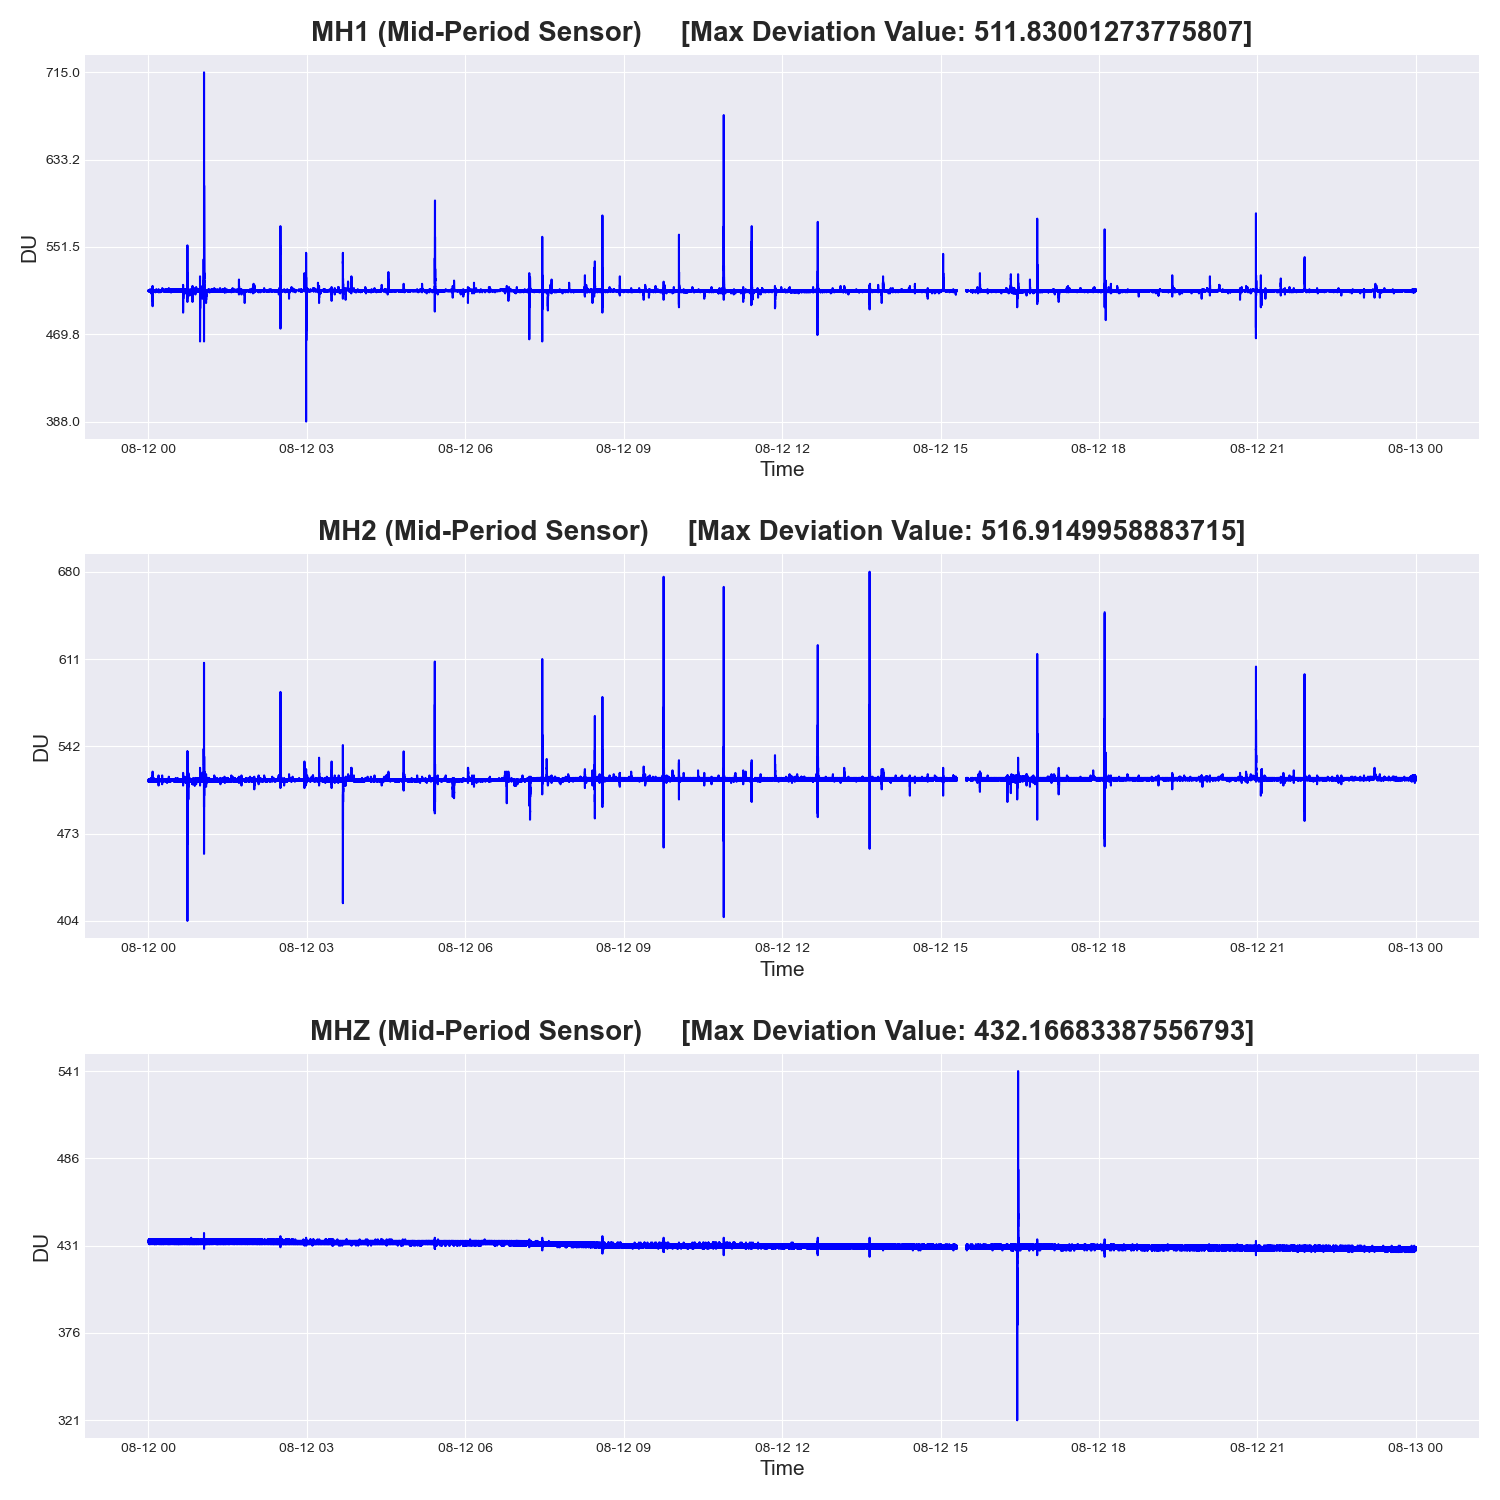 MH1 (Mid-Period Sensor) [Max Deviation Value: 511.83001273775807]
715.0
633.2
551.5
469.8
388.0
DU
08-12 00 08-12 03 08-12 06 08-12 09 08-12 12 08-12 15 08-12 18 08-12 21 08-13 00
Time
MH2 (Mid-Period Sensor) [Max Deviation Value: 516.9149958883715]
680
611
542
473
404
DU
08-12 00 08-12 03 08-12 06 08-12 09 08-12 12 08-12 15 08-12 18 08-12 21 08-13 00
Time
MHZ (Mid-Period Sensor) [Max Deviation Value: 432.16683387556793]
541
486
431
376
321
DU
08-12 00 08-12 03 08-12 06 08-12 09 08-12 12 08-12 15 08-12 18 08-12 21 08-13 00
Time